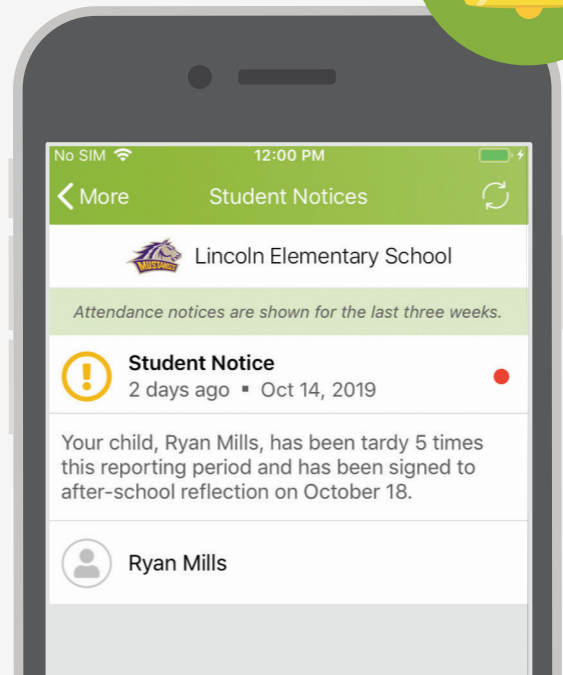 No SIM 12:00 PM
More Student Notices
MUSTANGS Lincoln Elementary School
Attendance notices are shown for the last three weeks.
Student Notice
2 days ago ▪ Oct 14, 2019
Your child, Ryan Mills, has been tardy 5 times
this reporting period and has been signed to
after-school reflection on October 18.
Ryan Mills